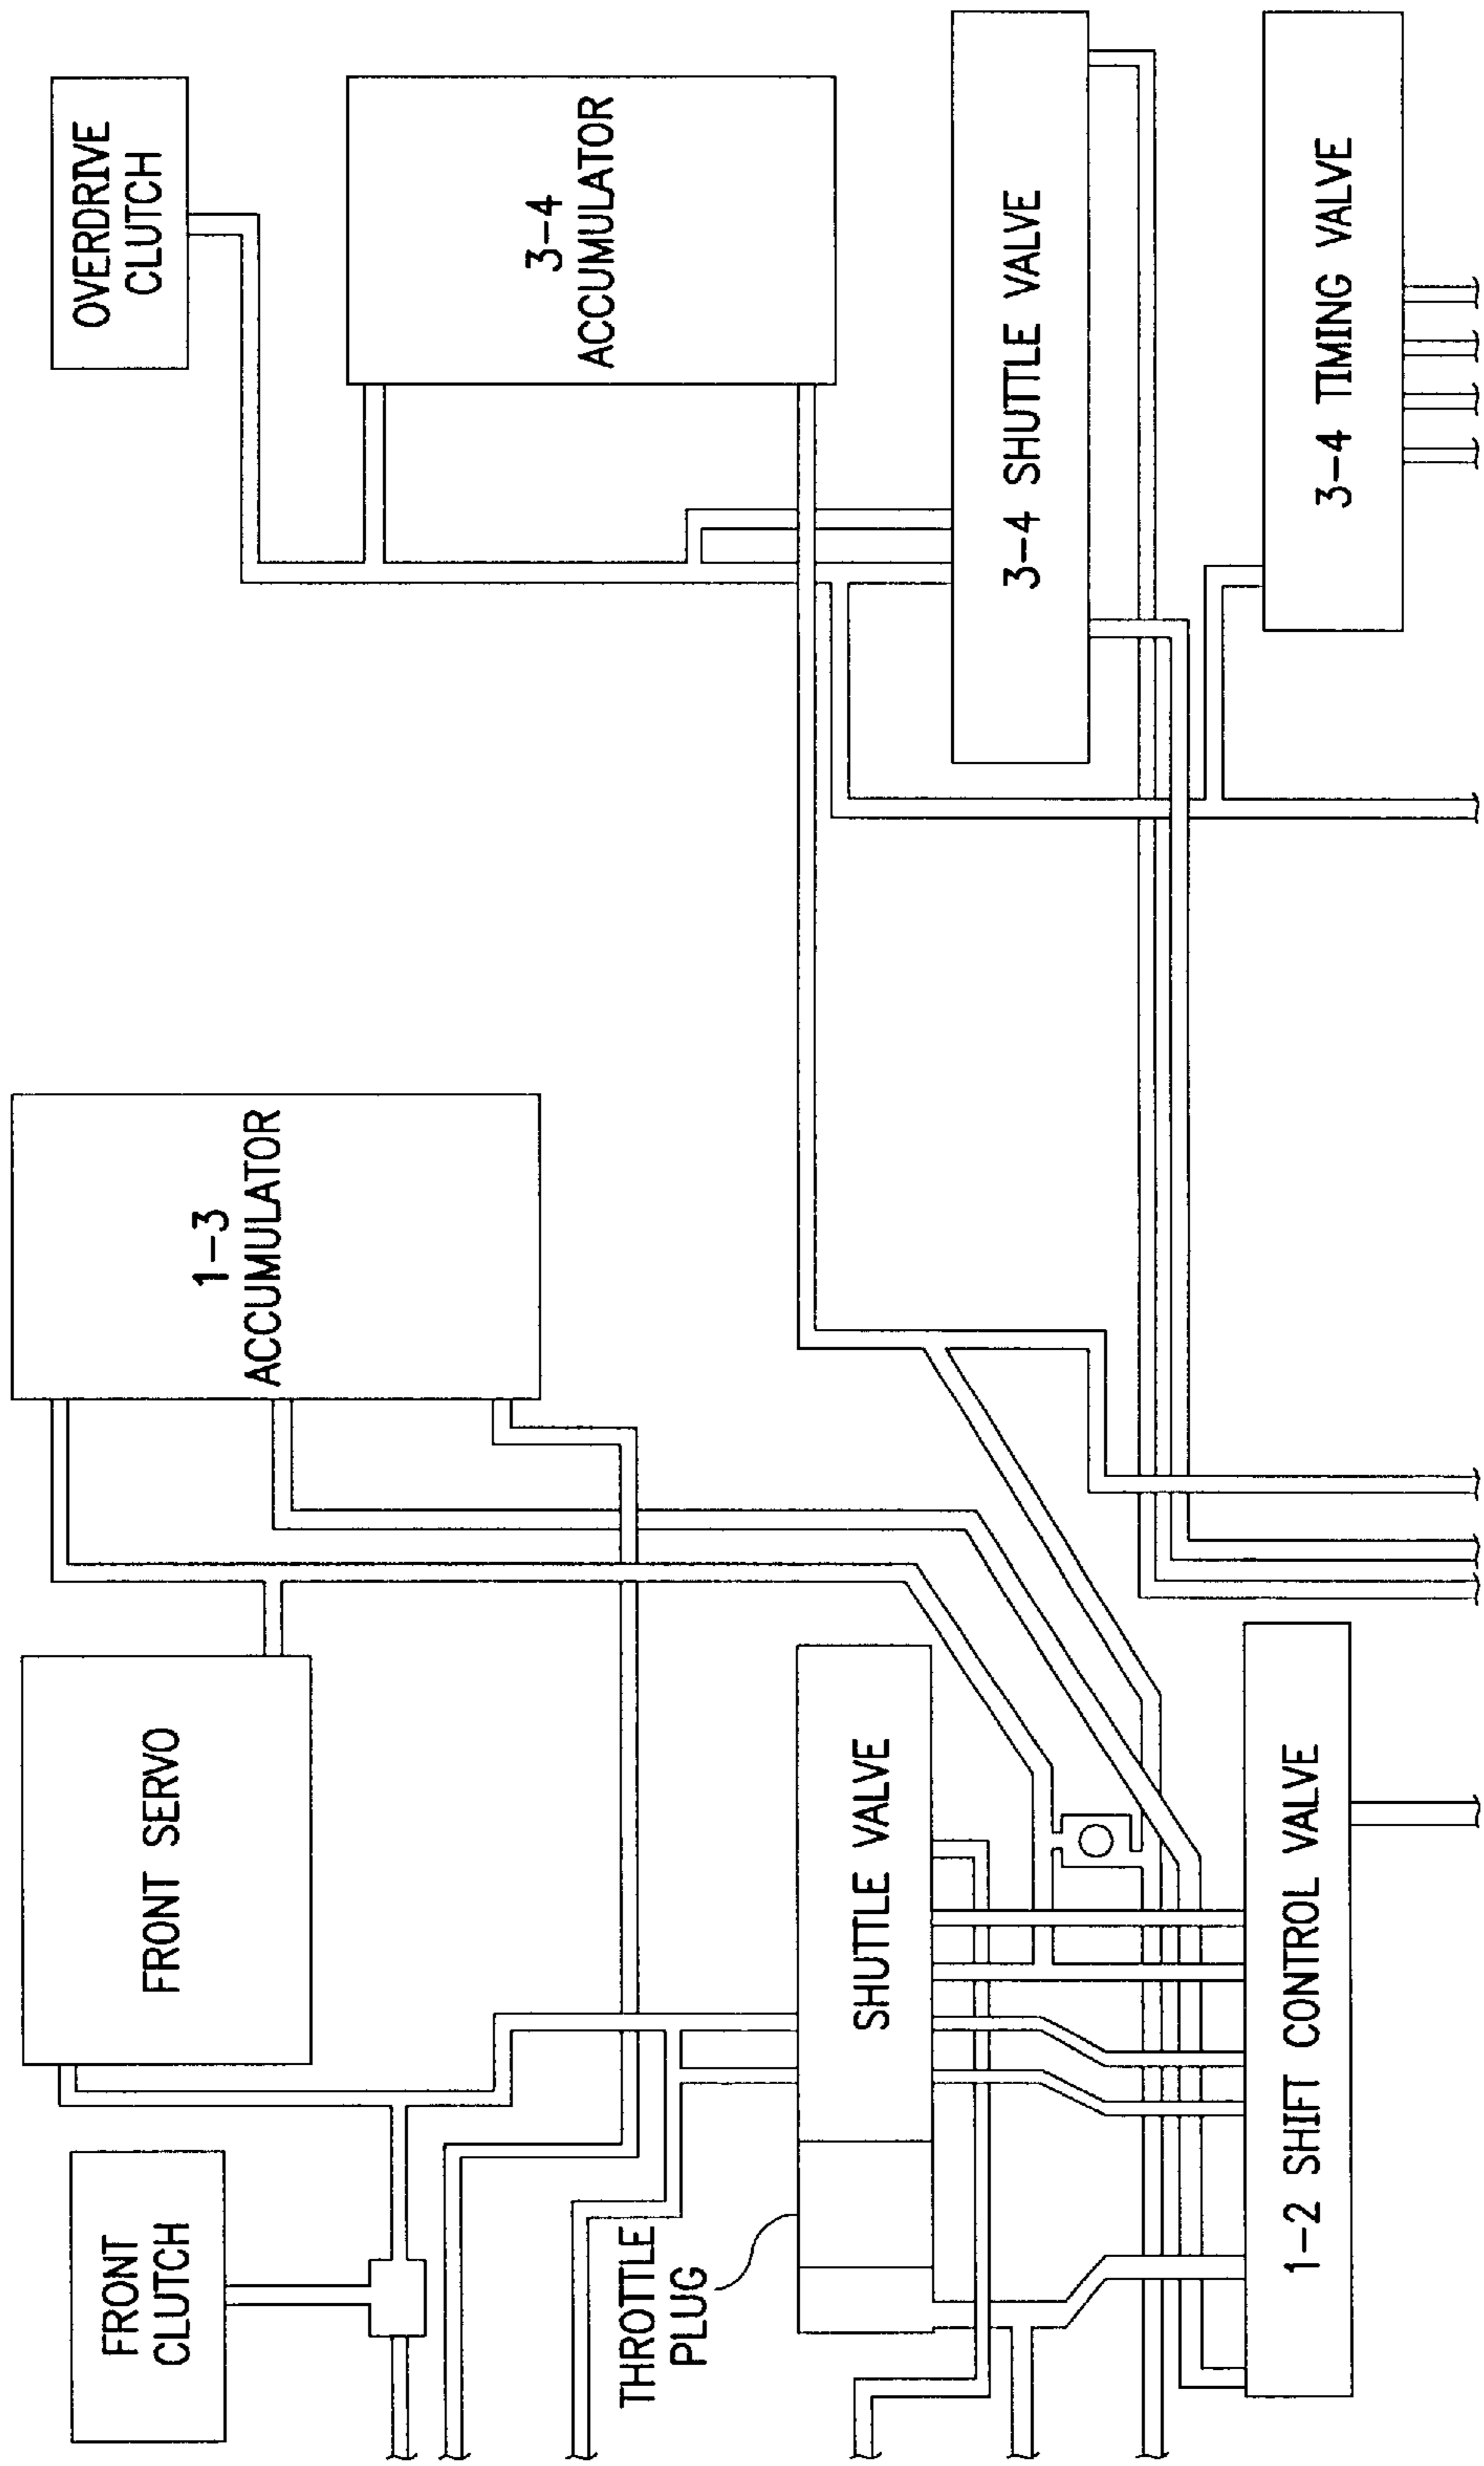 FRONT
CLUTCH
FRONT SERVO
1-3
ACCUMULATOR
OVERDRIVE
CLUTCH
3-4
ACCUMULATOR
THROTTLE
PLUG
SHUTTLE VALVE
3-4 SHUTTLE VALVE
1-2 SHIFT CONTROL VALVE
3-4 TIMING VALVE